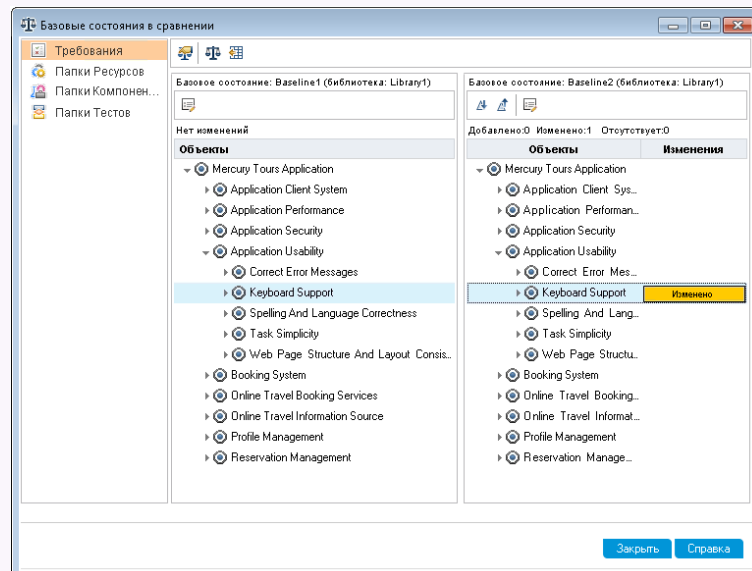 Базовые состояния в сравнении
Требования
Папки Ресурсов
Папки Компонен...
Папки Тестов
Базовое состояние: Baseline1 (библиотека: Library1)
Нет изменений
Объекты
Mercury Tours Application
Application Client System
Application Performance
Application Security
Application Usability
Correct Error Messages
Keyboard Support
Spelling And Language Correctness
Task Simplicity
Web Page Structure And Layout Consis..
Booking System
Online Travel Booking Services
Online Travel Information Source
Profile Management
Reservation Management
Базовое состояние: Baseline2 (библиотека: Library1)
Добавлено:0 Изменено:1 Отсутствует:0
Объекты Изменения
Mercury Tours Application
Application Client Sys...
Application Performan...
Application Security
Application Usability
Correct Error Mes...
Keyboard Support Изменено
Spelling And Lang...
Task Simplicity
Web Page Structu...
Booking System
Online Travel Booking...
Online Travel Informat...
Profile Management
Reservation Manage...
Закрыть Справка